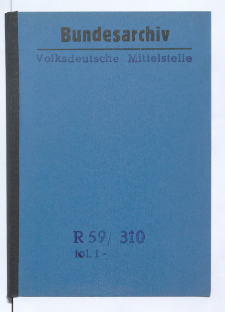 Bundesarchiv
Volksdeutsche Mittelstelle
R 59/ 310
fol. 1-